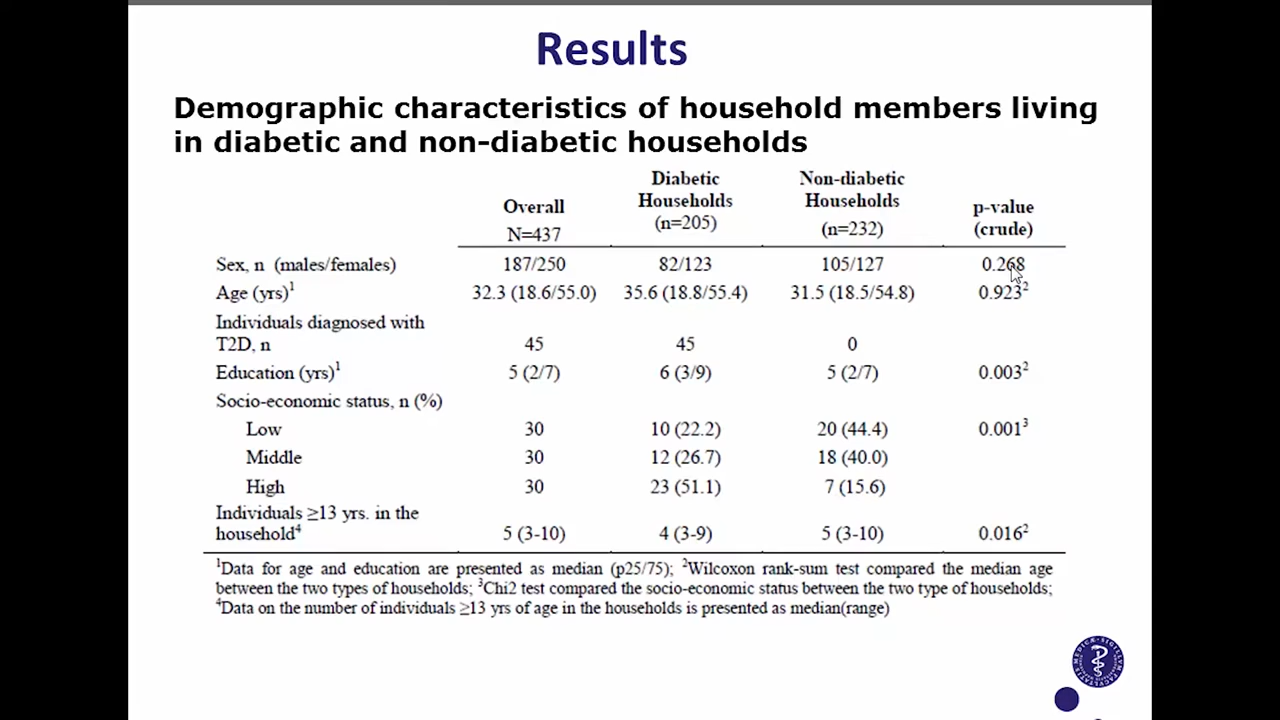 Results
Demographic characteristics of household members living
in diabetic and non-diabetic households
Diabetic Non-diabetic
Overall Households Households p-value
N=437 (n=205) (n=232) (crude)
Sex, n (males/females) 187/250 82/123 105/127 0.268
Age (yrs)¹ 32.3 (18.6/55.0) 35.6 (18.8/55.4) 31.5 (18.5/54.8) 0.923²
Individuals diagnosed with
T2D, n 45 45 0
Education (yrs)¹ 5 (2/7) 6 (3/9) 5 (2/7) 0.003²
Socio-economic status, n (%)
Low 30 10 (22.2) 20 (44.4) 0.001³
Middle 30 12 (26.7) 18 (40.0)
High 30 23 (51.1) 7 (15.6)
Individuals ≥13 yrs. in the
household⁴ 5 (3-10) 4 (3-9) 5 (3-10) 0.016²
¹Data for age and education are presented as median (p25/75); ²Wilcoxon rank-sum test compared the median age
between the two types of households; ³Chi2 test compared the socio-economic status between the two type of households;
⁴Data on the number of individuals ≥13 yrs of age in the households is presented as median(range)